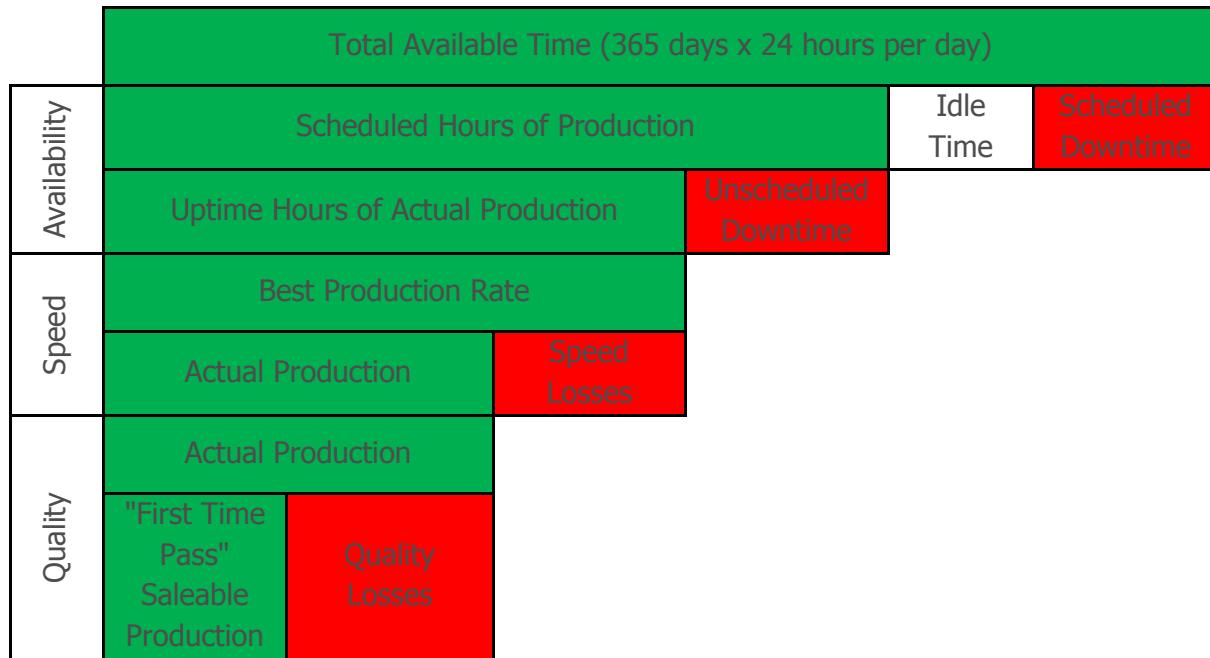 Total Available Time (365 days x 24 hours per day)
Availability
Scheduled Hours of Production
Idle
Time
Scheduled
Downtime
Uptime Hours of Actual Production
Unscheduled
Downtime
Speed
Best Production Rate
Actual Production
Speed
Losses
Quality
Actual Production
"First Time
Pass"
Saleable
Production
Quality
Losses